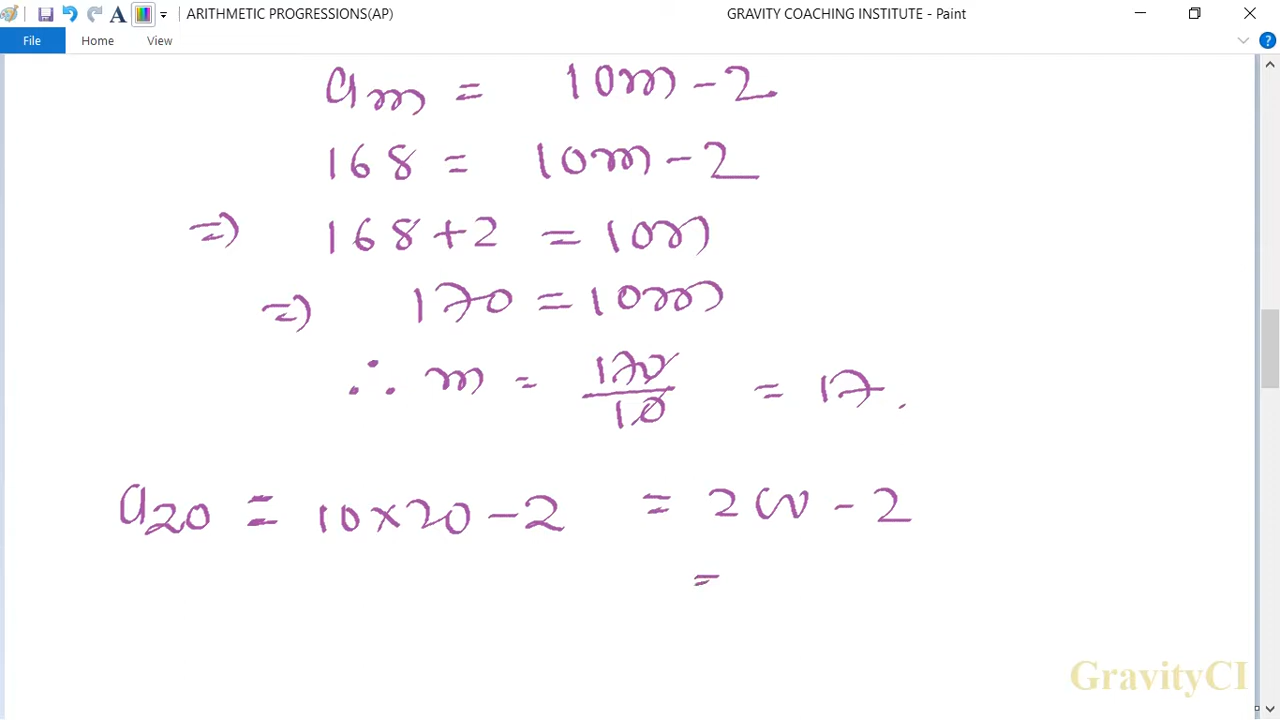 ARITHMETIC PROGRESSIONS(AP)
GRAVITY COACHING INSTITUTE - Paint
File Home View
am = 10m - 2
168 = 10m - 2
=) 168 + 2 = 10m
=) 170 = 10m
∴ m = 170/10 = 17.
a20 = 10×20 - 2 = 200 - 2
=
GravityCI